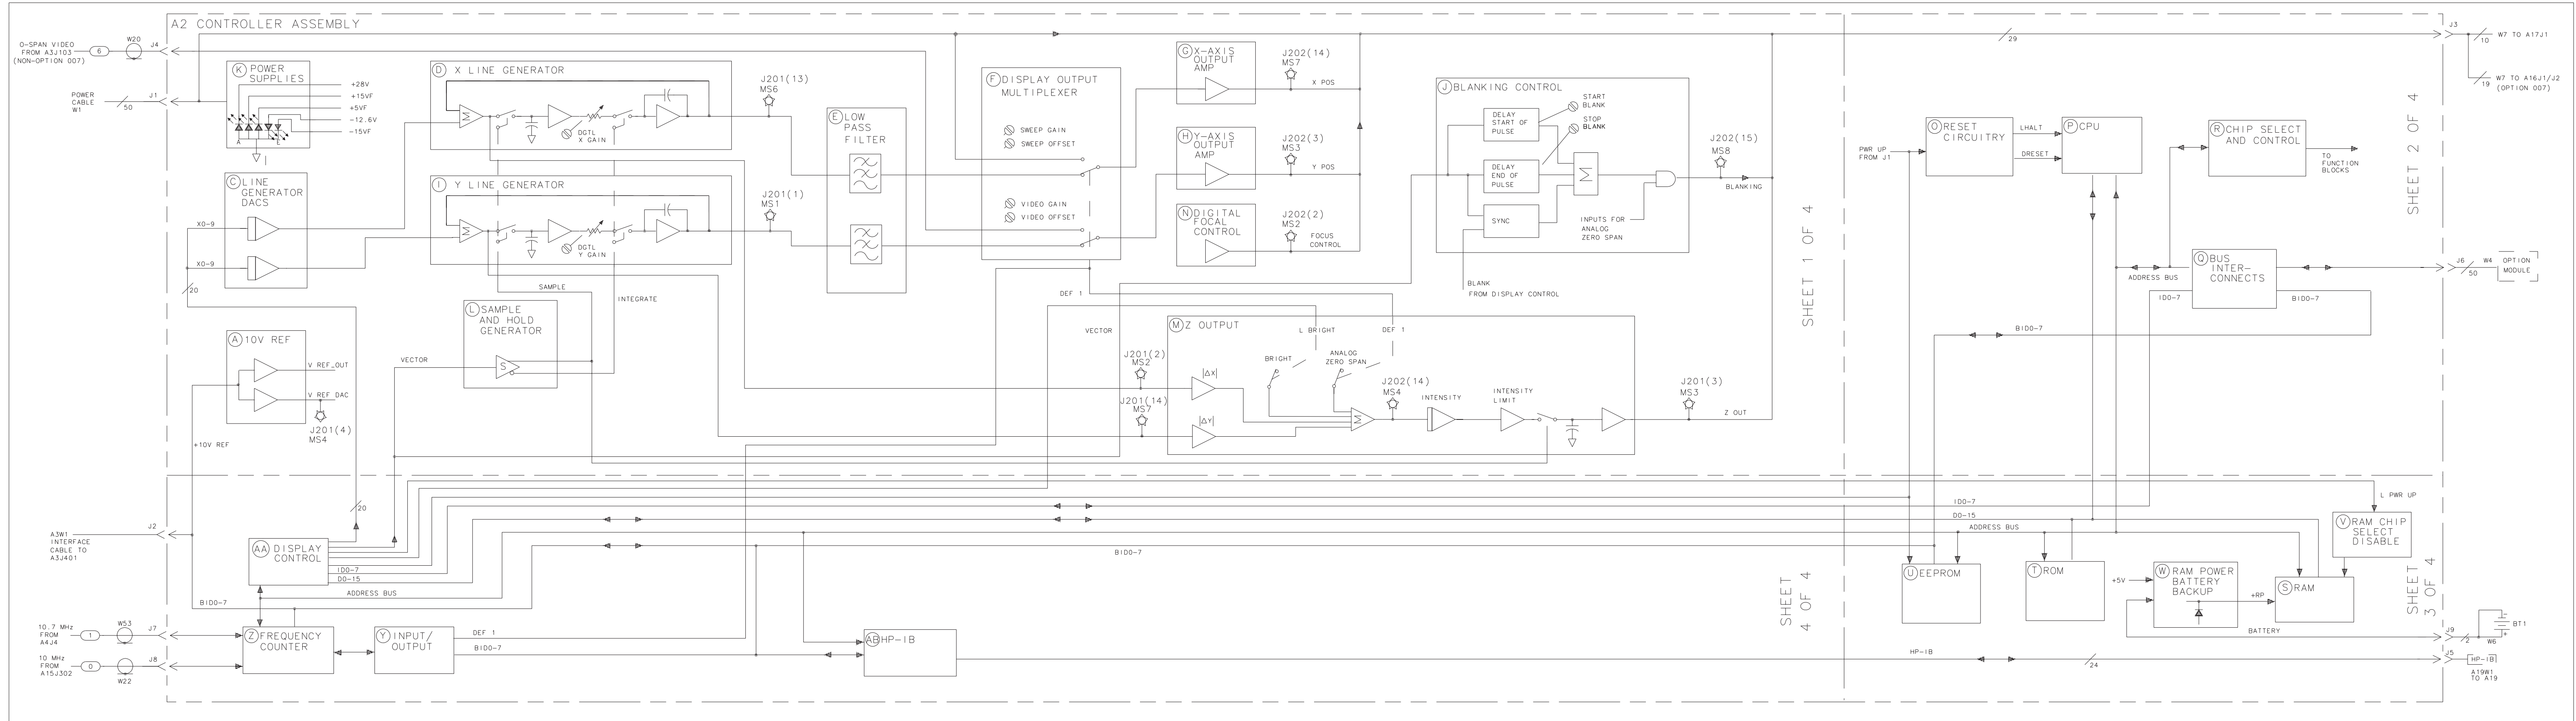 A2 CONTROLLER ASSEMBLY
0-SPAN VIDEO
FROM A3J103
(NON-OPTION 007)
6
W20
J4
POWER
CABLE
W1
50
J1
K POWER
SUPPLIES
+28V
+15VF
+5VF
-12.6V
-15VF
A
L
C LINE
GENERATOR
DACS
X0-9
X0-9
20
A 10V REF
V REF_OUT
V REF DAC
J201(4)
MS4
+10V REF
D X LINE GENERATOR
Σ
DGTL
X GAIN
J201(13)
MS6
I Y LINE GENERATOR
Σ
DGTL
Y GAIN
J201(1)
MS1
SAMPLE
INTEGRATE
L SAMPLE
AND HOLD
GENERATOR
VECTOR
S
E LOW
PASS
FILTER
F DISPLAY OUTPUT
MULTIPLEXER
SWEEP GAIN
SWEEP OFFSET
VIDEO GAIN
VIDEO OFFSET
DEF 1
VECTOR
G X-AXIS
OUTPUT
AMP
J202(14)
MS7
X POS
H Y-AXIS
OUTPUT
AMP
J202(3)
MS3
Y POS
N DIGITAL
FOCAL
CONTROL
J202(2)
MS2
FOCUS
CONTROL
J BLANKING CONTROL
DELAY
START OF
PULSE
START
BLANK
STOP
BLANK
DELAY
END OF
PULSE
Σ
SYNC
INPUTS FOR
ANALOG
ZERO SPAN
BLANK
FROM DISPLAY CONTROL
J202(15)
MS8
BLANKING
M Z OUTPUT
L BRIGHT
DEF 1
BRIGHT
ANALOG
ZERO SPAN
J201(2)
MS2
J201(14)
MS7
|ΔX|
|ΔY|
Σ
J202(14)
MS4
INTENSITY
INTENSITY
LIMIT
J201(3)
MS3
Z OUT
SHEET 1 OF 4
29
J3
10
W7 TO A17J1
19
W7 TO A16J1/J2
(OPTION 007)
SHEET 2 OF 4
PWR UP
FROM J1
O RESET
CIRCUITRY
LHALT
DRESET
P CPU
R CHIP SELECT
AND CONTROL
TO
FUNCTION
BLOCKS
ADDRESS BUS
Q BUS
INTER-
CONNECTS
ID0-7
BID0-7
BID0-7
J6
50
W4
OPTION
MODULE
A3W1
INTERFACE
CABLE TO
A3J401
J2
20
AA DISPLAY
CONTROL
ID0-7
D0-15
ADDRESS BUS
BID0-7
10.7 MHz
FROM
A4J4
1
W53
J7
10 MHz
FROM
A15J302
0
W22
J8
Z FREQUENCY
COUNTER
Y INPUT/
OUTPUT
DEF 1
BID0-7
AB HP-IB
BID0-7
HP-IB
24
SHEET
4 OF 4
ID0-7
D0-15
ADDRESS BUS
L PWR UP
V RAM CHIP
SELECT
DISABLE
U EEPROM
T ROM
+5V
W RAM POWER
BATTERY
BACKUP
+RP
S RAM
BATTERY
SHEET
3 OF 4
J9
2
W6
-
+
BT1
J5
HP-IB
A19W1
TO A19